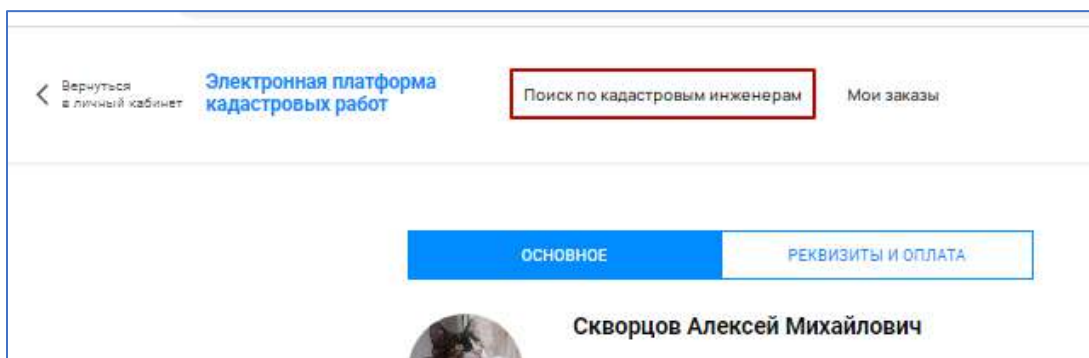 Вернуться
в личный кабинет
Электронная платформа
кадастровых работ
Поиск по кадастровым инженерам
Мои заказы
ОСНОВНОЕ
РЕКВИЗИТЫ И ОПЛАТА
Скворцов Алексей Михайлович